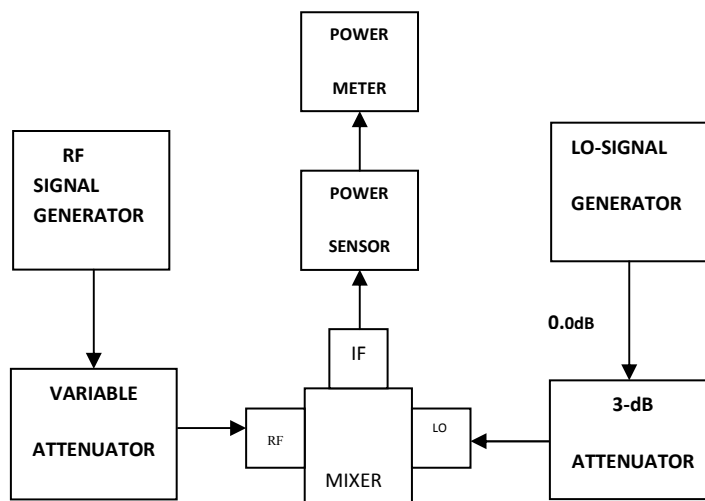 POWER
METER
RF
SIGNAL
GENERATOR
LO-SIGNAL
GENERATOR
POWER
SENSOR
0.0dB
IF
VARIABLE
ATTENUATOR
RF
LO
MIXER
3-dB
ATTENUATOR